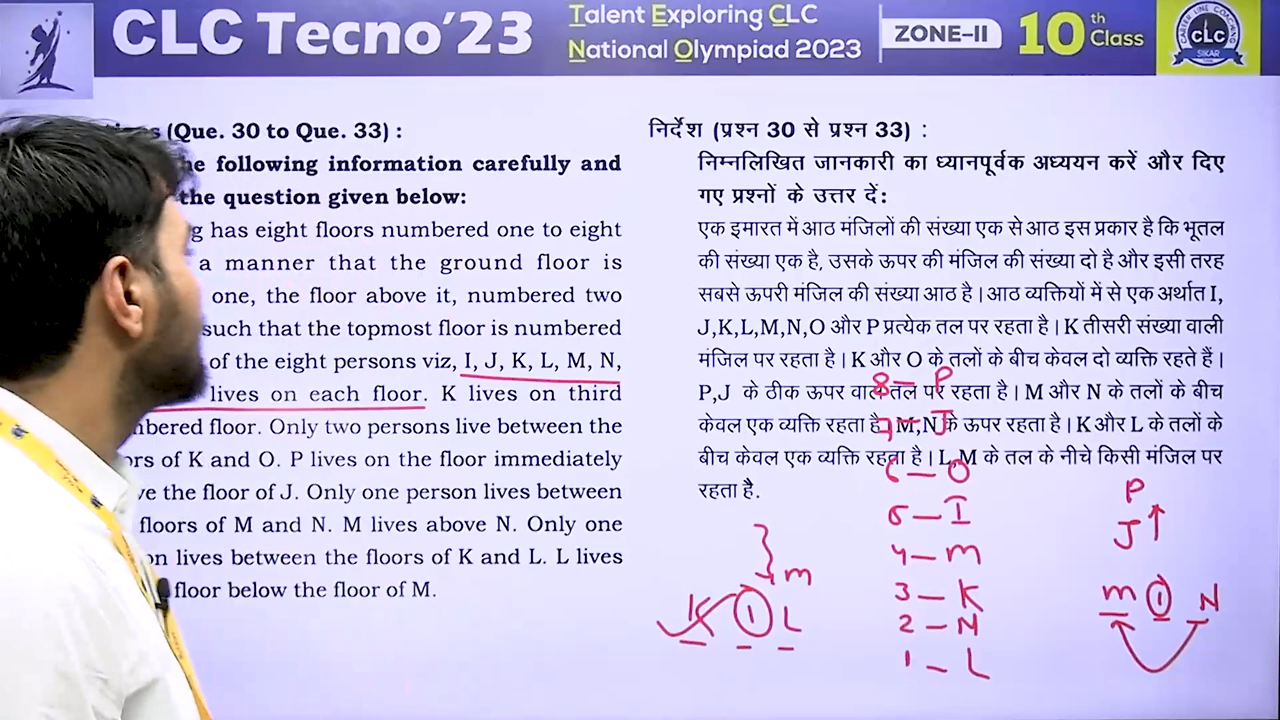 CLC Tecno'23
Talent Exploring CLC
National Olympiad 2023
ZONE-II
10th Class
CLC
SIKAR
(Que. 30 to Que. 33) :
following information carefully and
the question given below:
has eight floors numbered one to eight
a manner that the ground floor is
one, the floor above it, numbered two
such that the topmost floor is numbered
of the eight persons viz, I, J, K, L, M, N,
lives on each floor. K lives on third
floor. Only two persons live between the
of K and O. P lives on the floor immediately
the floor of J. Only one person lives between
floors of M and N. M lives above N. Only one
lives between the floors of K and L. L lives
floor below the floor of M.
निर्देश (प्रश्न 30 से प्रश्न 33) :
निम्नलिखित जानकारी का ध्यानपूर्वक अध्ययन करें और दिए
गए प्रश्नों के उत्तर दें:
एक इमारत में आठ मंजिलों की संख्या एक से आठ इस प्रकार है कि भूतल
की संख्या एक है, उसके ऊपर की मंजिल की संख्या दो है और इसी तरह
सबसे ऊपरी मंजिल की संख्या आठ है। आठ व्यक्तियों में से एक अर्थात I,
J,K,L,M,N,O और P प्रत्येक तल पर रहता है। K तीसरी संख्या वाली
मंजिल पर रहता है। K और O के तलों के बीच केवल दो व्यक्ति रहते हैं।
P,J के ठीक ऊपर वाले तल पर रहता है। M और N के तलों के बीच
केवल एक व्यक्ति रहता है। M,N के ऊपर रहता है। K और L के तलों के
बीच केवल एक व्यक्ति रहता है। L,M के तल के नीचे किसी मंजिल पर
रहता है.
8 – P
7 – J
6 – O
5 – I
4 – M
3 – K
2 – N
1 – L
P
J
M 1 N
m
K 1 L